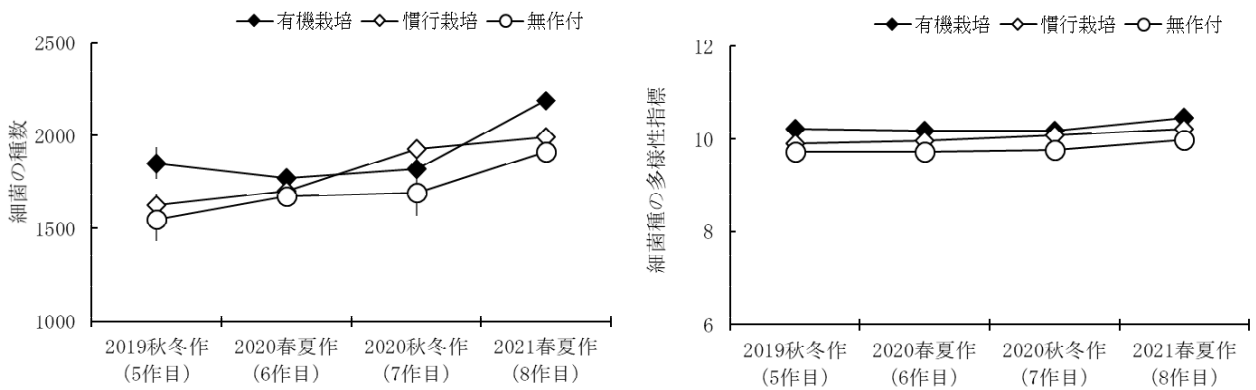 有機栽培 慣行栽培 無作付
細菌の種数
2500
2000
1500
1000
2019秋冬作 2020春夏作 2020秋冬作 2021春夏作
(5作目) (6作目) (7作目) (8作目)
有機栽培 慣行栽培 無作付
細菌種の多様性指標
12
10
8
6
2019秋冬作 2020春夏作 2020秋冬作 2021春夏作
(5作目) (6作目) (7作目) (8作目)